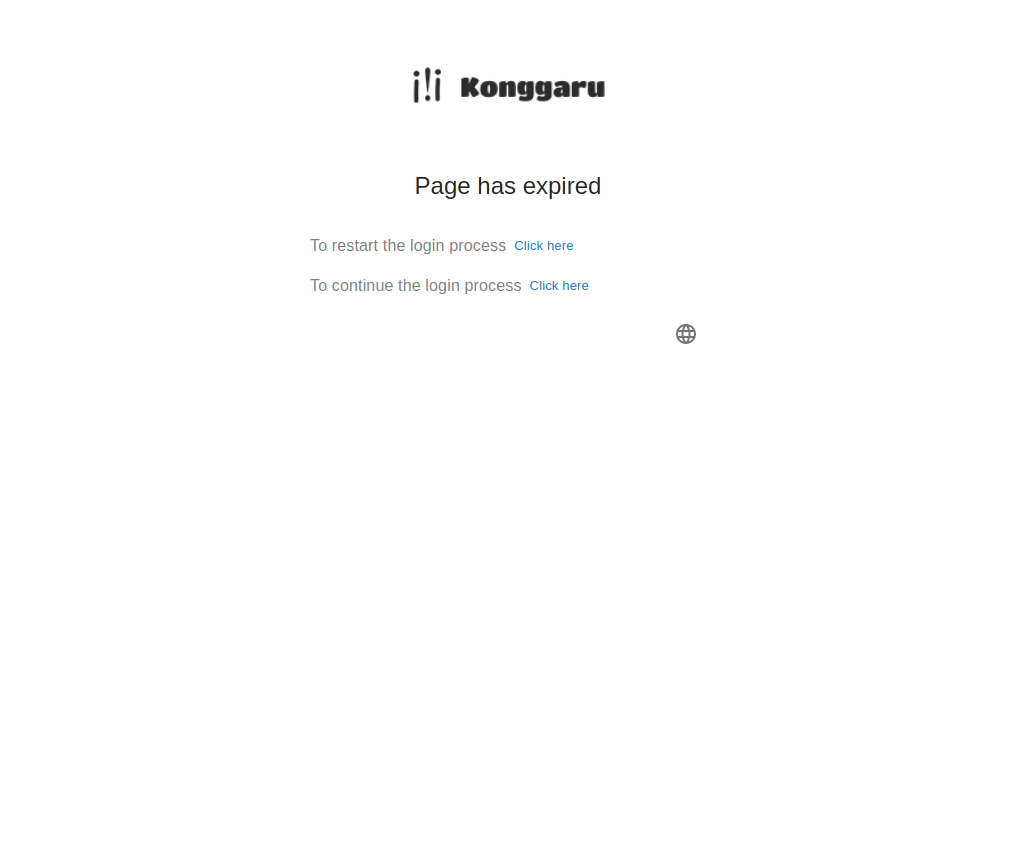 Konggaru
Page has expired
To restart the login process Click here
To continue the login process Click here